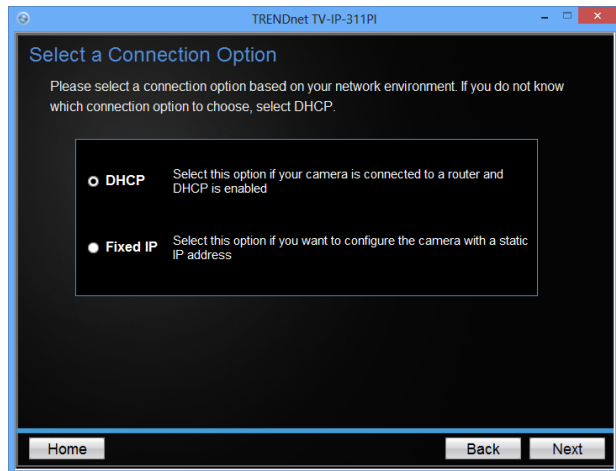 TRENDnet TV-IP-311PI
Select a Connection Option
Please select a connection option based on your network environment. If you do not know
which connection option to choose, select DHCP.
DHCP
Select this option if your camera is connected to a router and
DHCP is enabled
Fixed IP
Select this option if you want to configure the camera with a static
IP address
Home
Back
Next